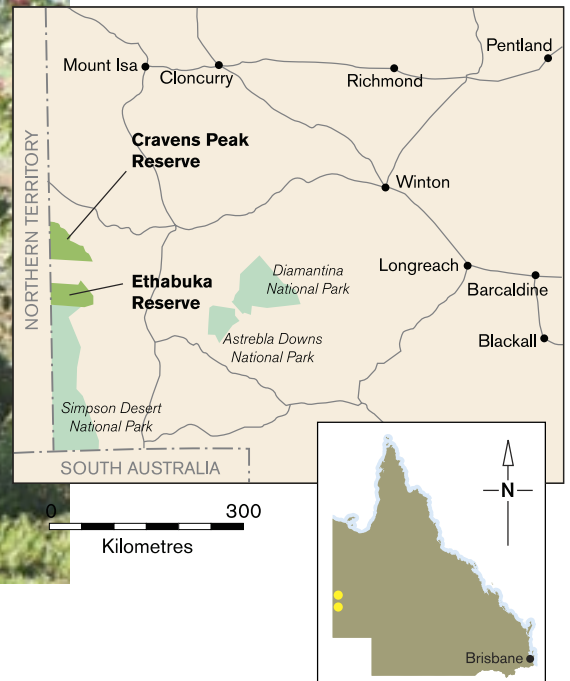 Pentland
Mount Isa
Cloncurry
Richmond
Cravens Peak
Reserve
NORTHERN TERRITORY
Winton
Longreach
Diamantina
National Park
Ethabuka
Reserve
Barcaldine
Astrebla Downs
National Park
Blackall
Simpson Desert
National Park
SOUTH AUSTRALIA
0 300
Kilometres
N
Brisbane